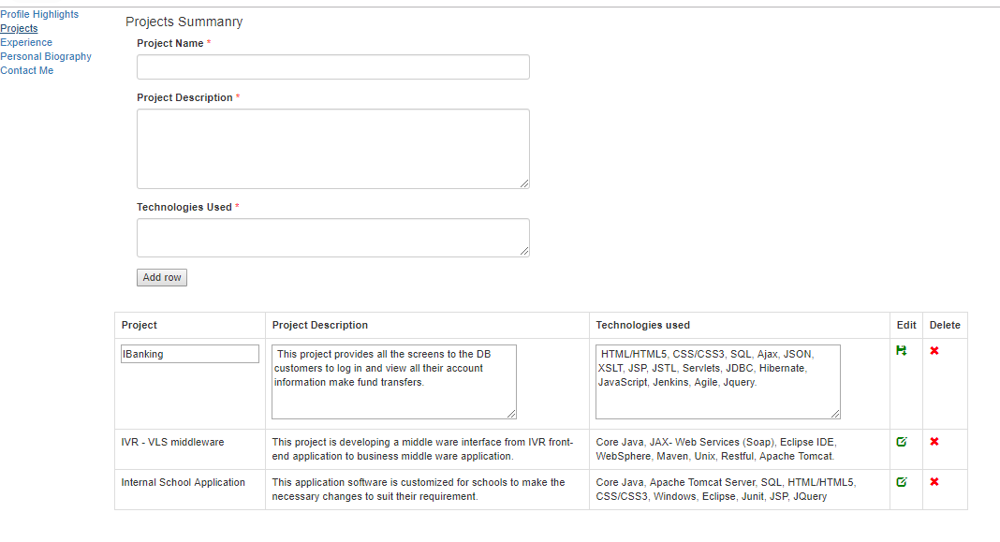 Profile Highlights
Projects
Experience
Personal Biography
Contact Me
Projects Summanry
Project Name *
Project Description *
Technologies Used *
Add row
Project Project Description Technologies used Edit Delete
IBanking
This project provides all the screens to the DB
customers to log in and view all their account
information make fund transfers.
HTML/HTML5, CSS/CSS3, SQL, Ajax, JSON,
XSLT, JSP, JSTL, Servlets, JDBC, Hibernate,
JavaScript, Jenkins, Agile, Jquery.
IVR - VLS middleware
This project is developing a middle ware interface from IVR front-
end application to business middle ware application.
Core Java, JAX- Web Services (Soap), Eclipse IDE,
WebSphere, Maven, Unix, Restful, Apache Tomcat.
Internal School Application
This application software is customized for schools to make the
necessary changes to suit their requirement.
Core Java, Apache Tomcat Server, SQL, HTML/HTML5,
CSS/CSS3, Windows, Eclipse, Junit, JSP, JQuery